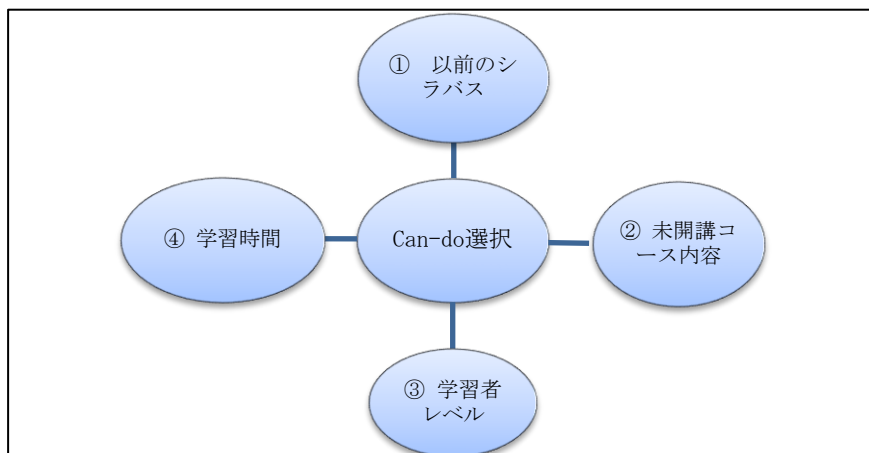 ① 以前のシ
ラバス
④ 学習時間
Can-do選択
② 未開講コ
ース内容
③ 学習者
レベル